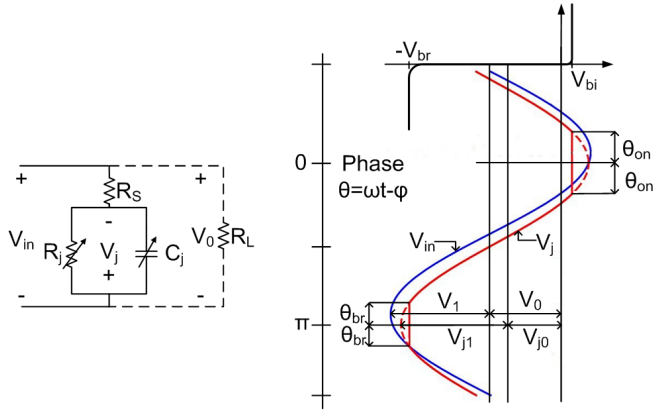 -Vbr
Vbi
θon
0
Phase
θon
θ=ωt-φ
+
+
RS
-
Vin
Rj
Vj
Cj
V0
RL
+
-
-
Vin
Vj
θbr
V1
V0
π
θbr
Vj1
Vj0